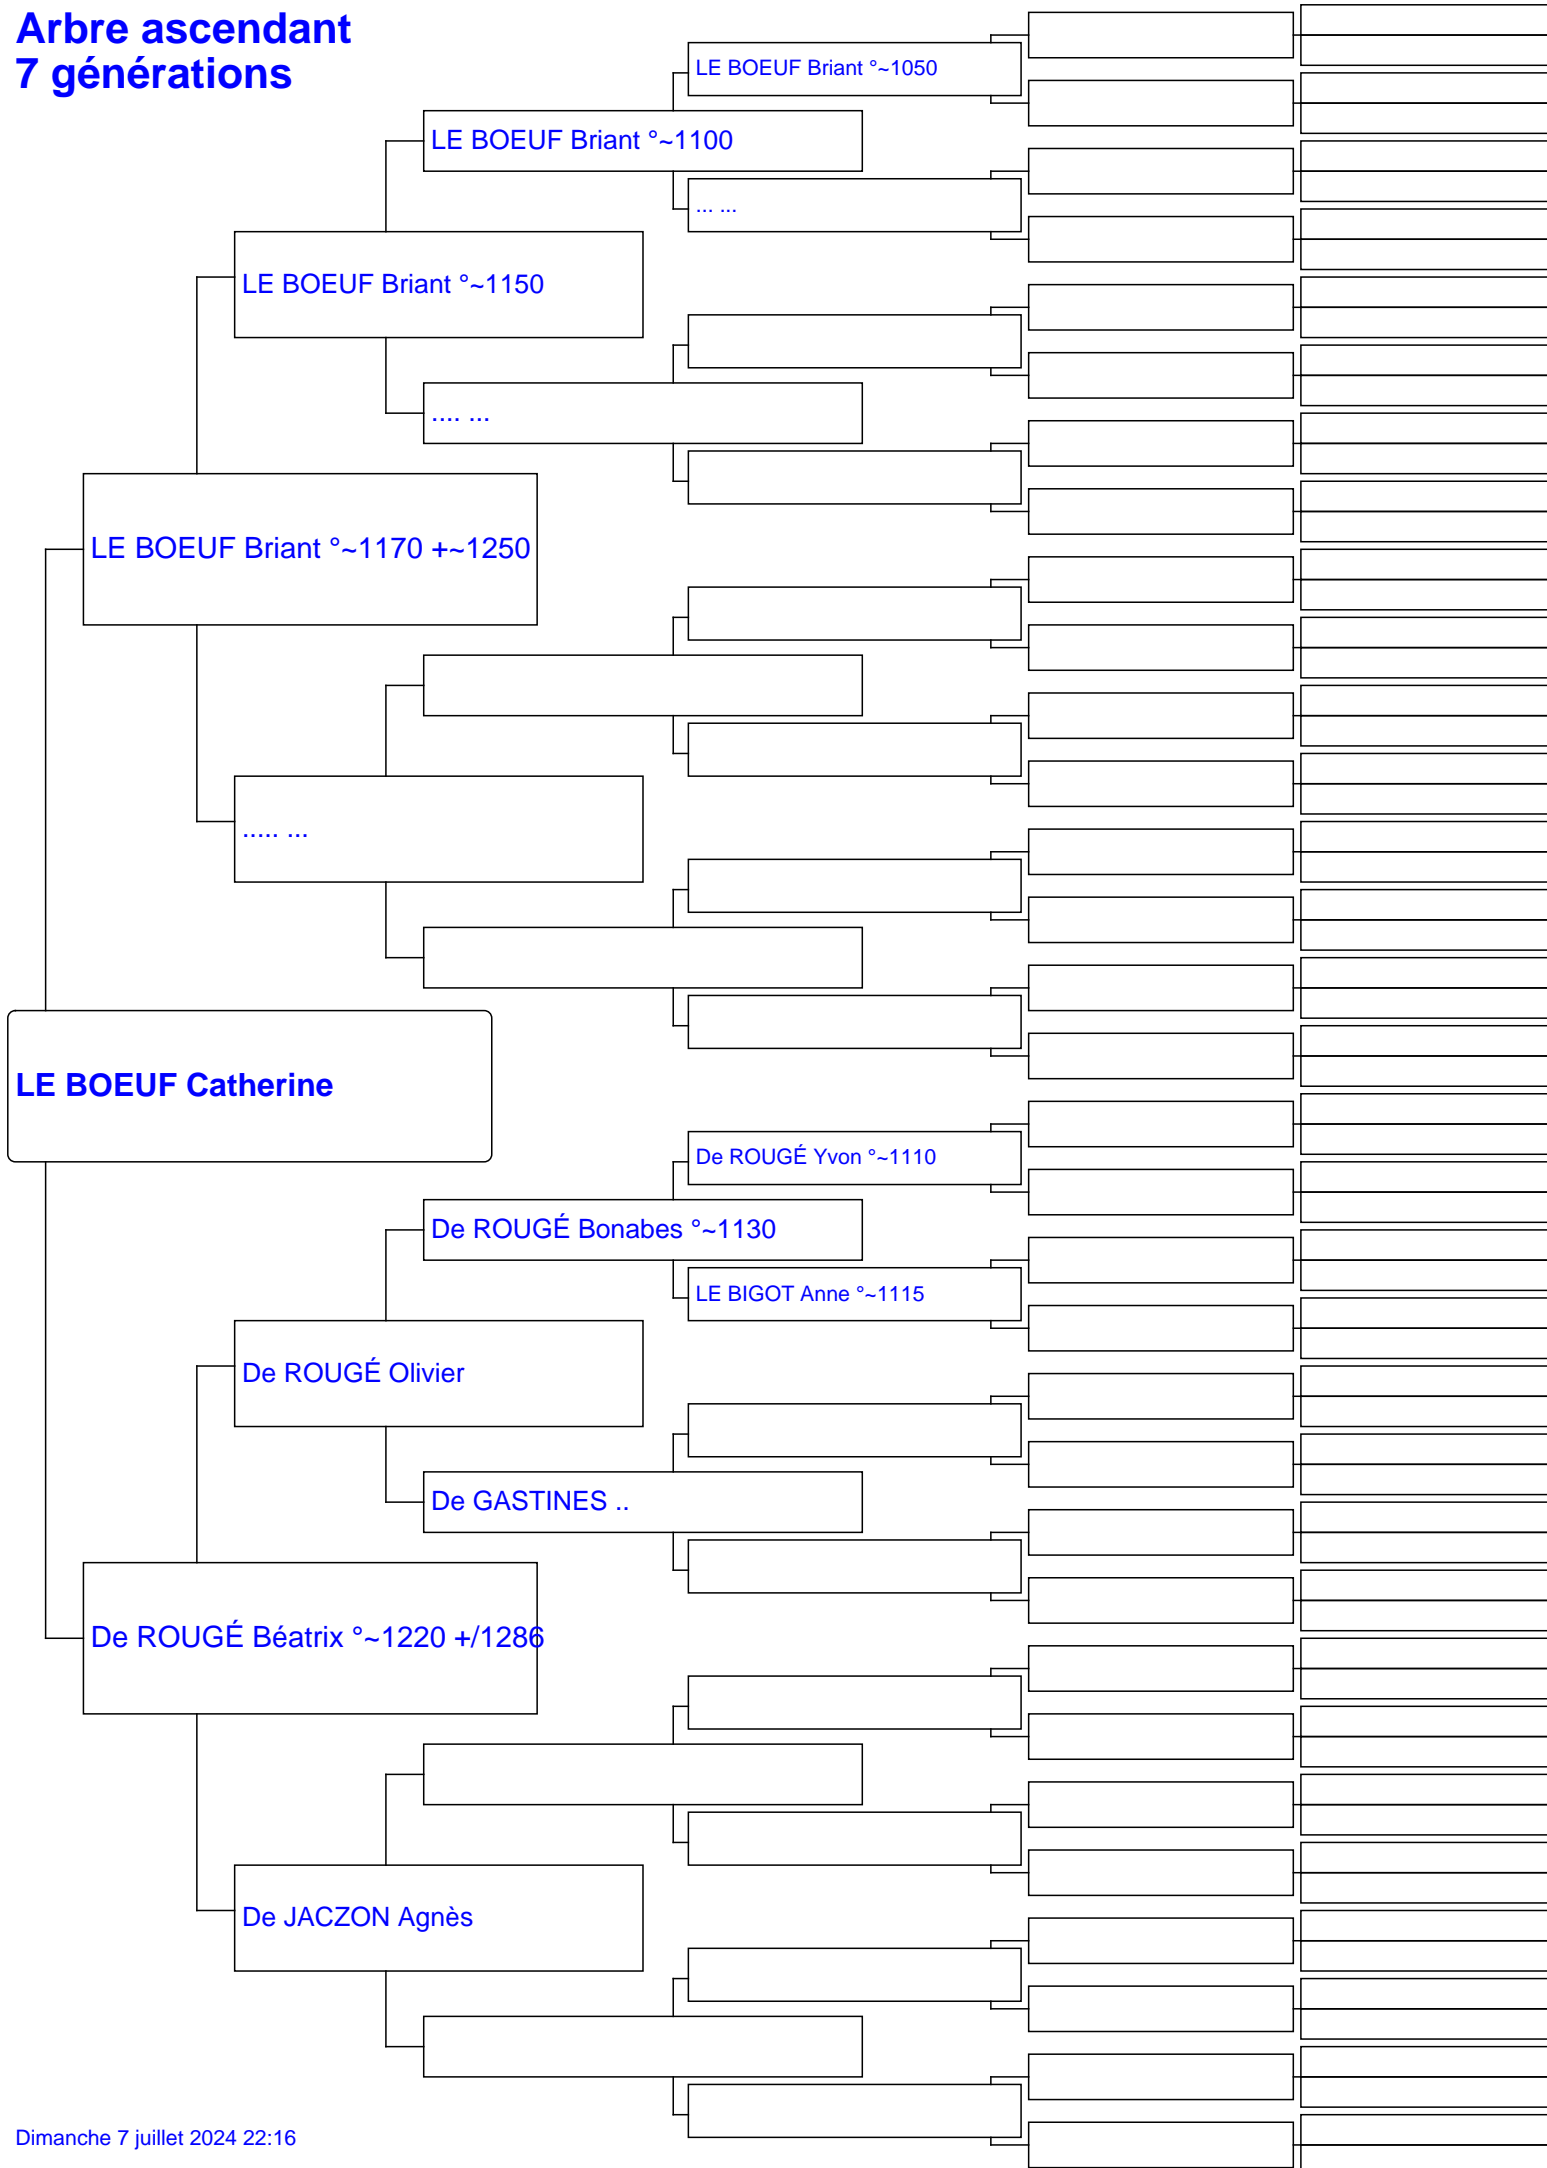 Arbre ascendant
7 générations
LE BOEUF Briant °~1050
LE BOEUF Briant °~1100
... ...
LE BOEUF Briant °~1150
.... ...
LE BOEUF Briant °~1170 +~1250
..... ...
LE BOEUF Catherine
De ROUGÉ Yvon °~1110
De ROUGÉ Bonabes °~1130
LE BIGOT Anne °~1115
De ROUGÉ Olivier
De GASTINES ..
De ROUGÉ Béatrix °~1220 +/1286
De JACZON Agnès
Dimanche 7 juillet 2024 22:16